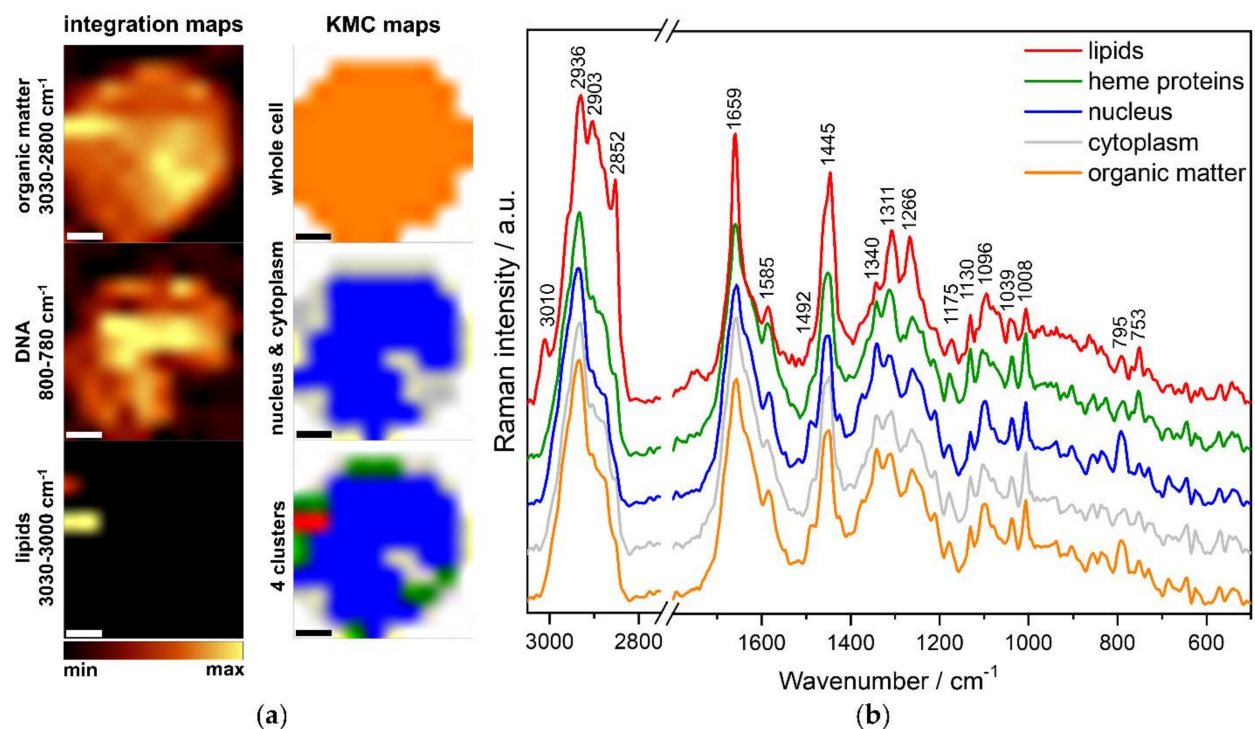 integration maps
KMC maps
organic matter
3030-2800 cm⁻¹
whole cell
DNA
800-780 cm⁻¹
nucleus & cytoplasm
lipids
3030-3000 cm⁻¹
4 clusters
min
max
(a)
Raman intensity / a.u.
lipids
heme proteins
nucleus
cytoplasm
organic matter
3010
2936
2903
2852
1659
1585
1492
1445
1340
1311
1266
1175
1130
1096
1039
1008
795
753
3000
2800
1600
1400
1200
1000
800
600
Wavenumber / cm⁻¹
(b)